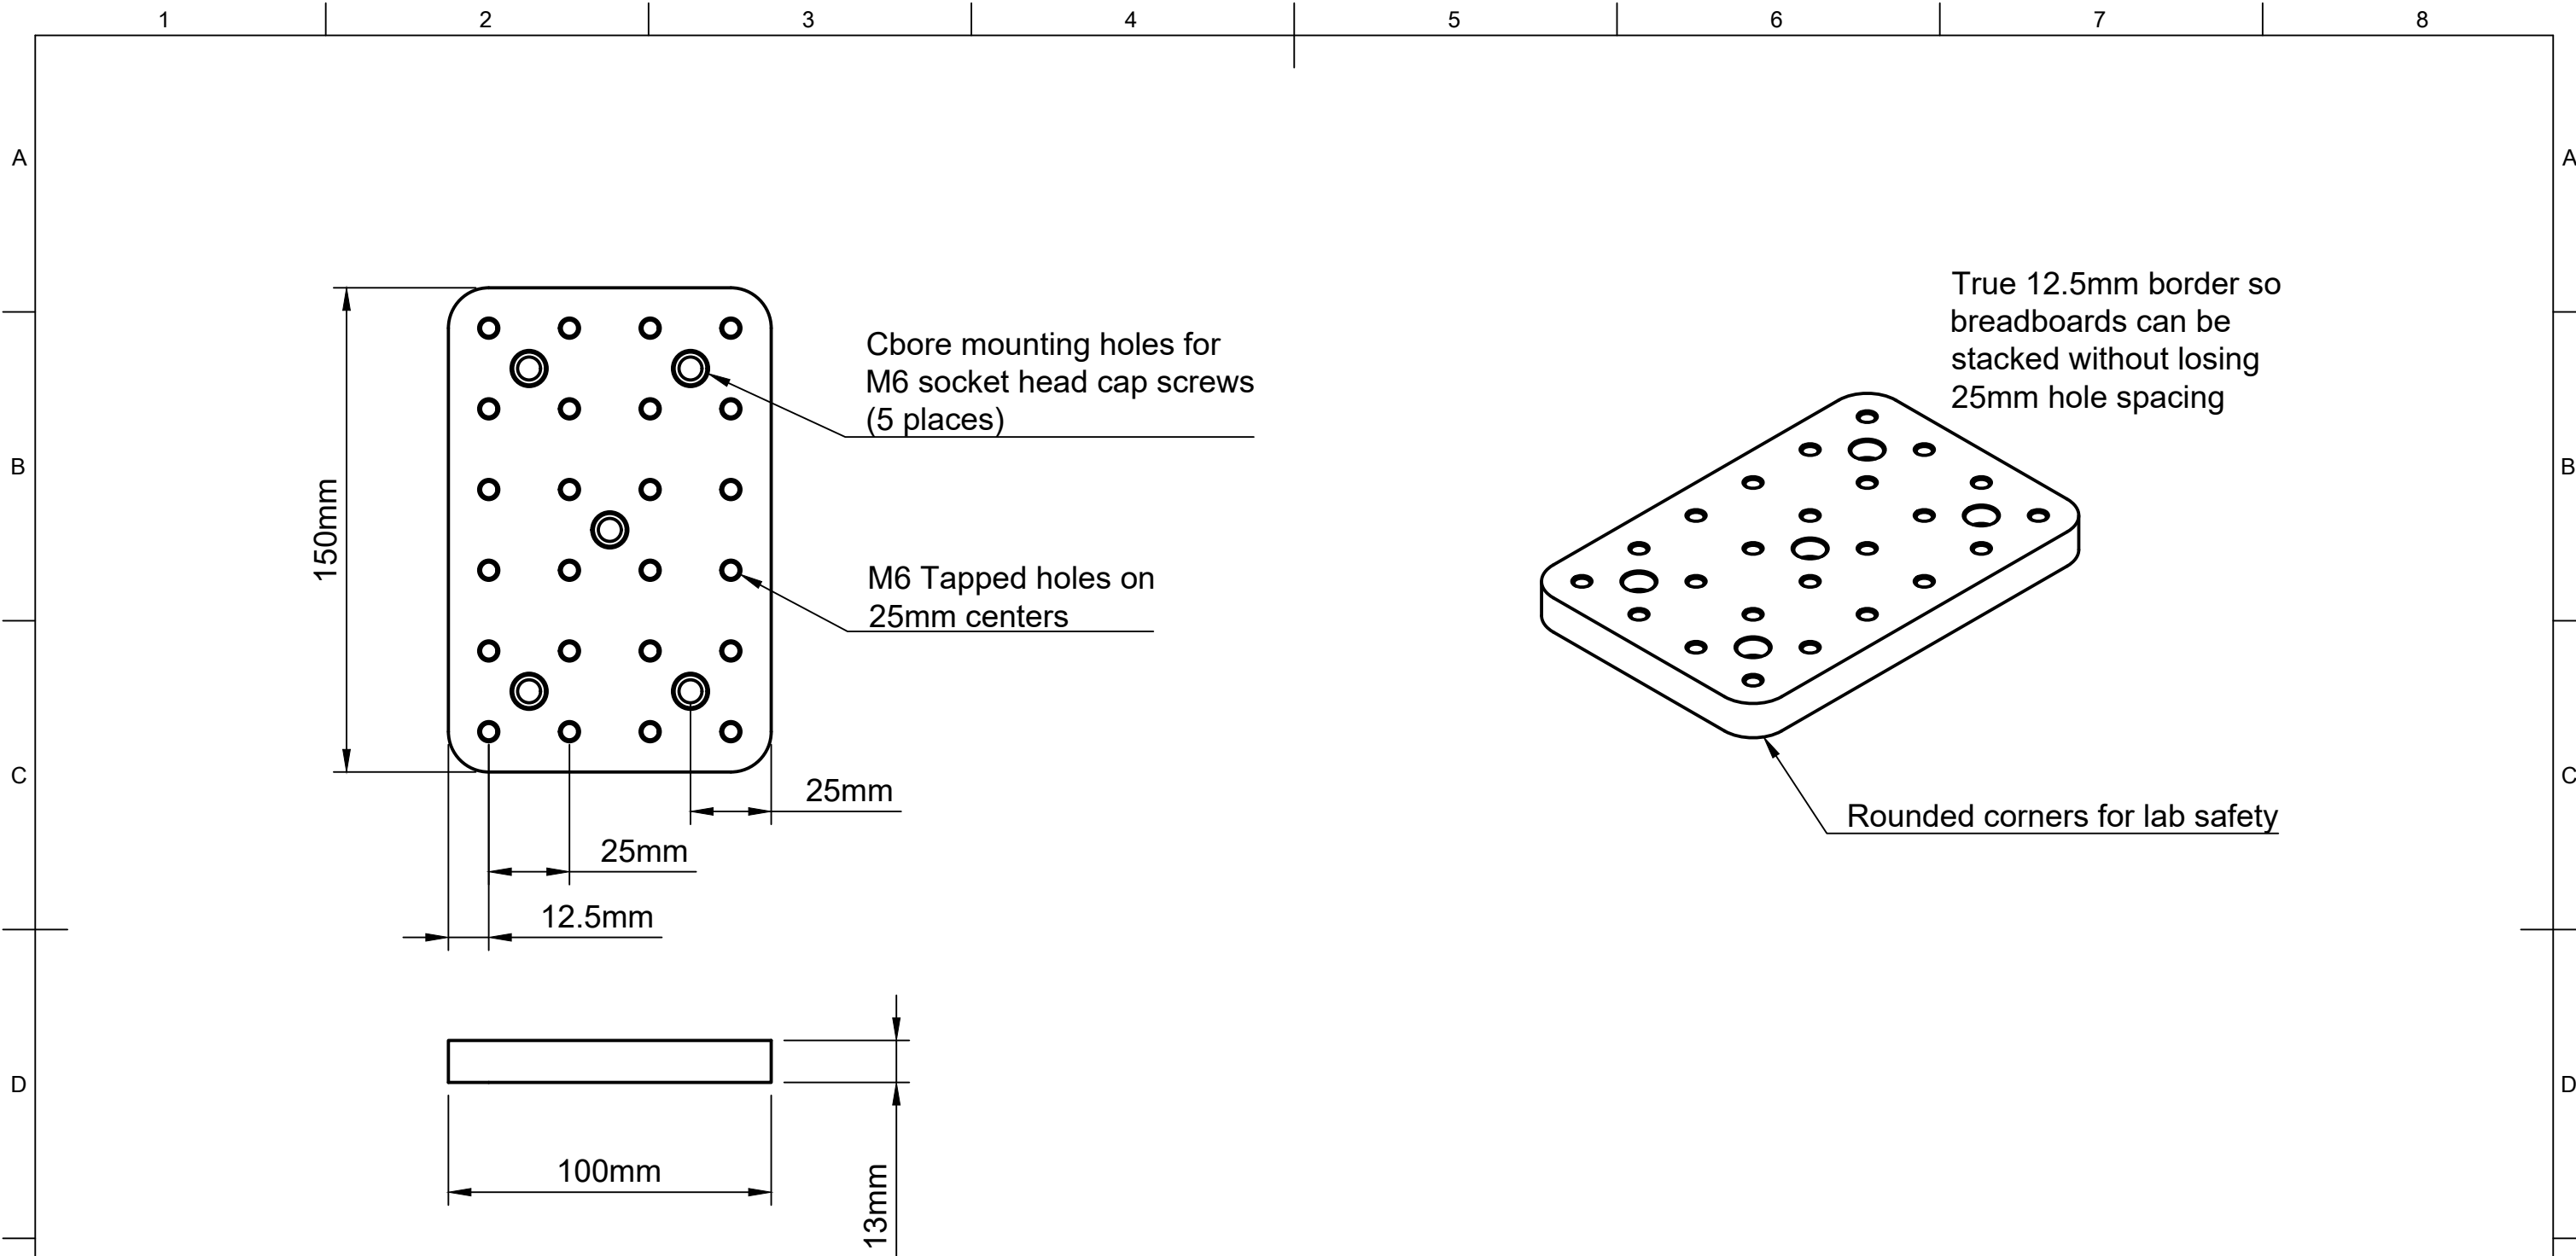 1 2 3 4 5 6 7 8
A A
True 12.5mm border so
breadboards can be
stacked without losing
25mm hole spacing
Cbore mounting holes for
M6 socket head cap screws
(5 places)
B B
150mm
M6 Tapped holes on
25mm centers
C C
25mm
Rounded corners for lab safety
25mm
12.5mm
D D
100mm
13mm